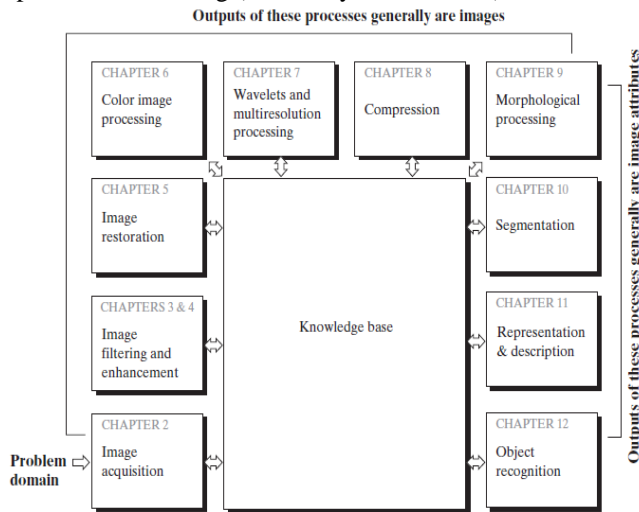 Outputs of these processes generally are images
CHAPTER 6
Color image
processing
CHAPTER 7
Wavelets and
multiresolution
processing
CHAPTER 8
Compression
CHAPTER 9
Morphological
processing
CHAPTER 5
Image
restoration
CHAPTERS 3 & 4
Image
filtering and
enhancement
CHAPTER 2
Image
acquisition
Problem
domain
Knowledge base
CHAPTER 10
Segmentation
CHAPTER 11
Representation
& description
CHAPTER 12
Object
recognition
Outputs of these processes generally are image attributes